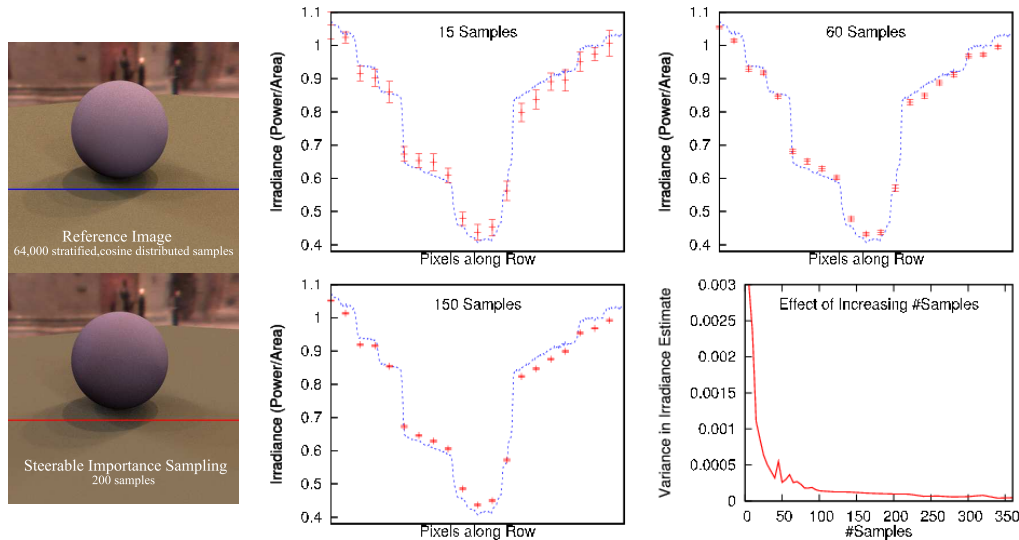 Reference Image
64,000 stratified,cosine distributed samples
Steerable Importance Sampling
200 samples
15 Samples
Irradiance (Power/Area)
1.1
1
0.9
0.8
0.7
0.6
0.5
0.4
Pixels along Row
60 Samples
Irradiance (Power/Area)
1.1
1
0.9
0.8
0.7
0.6
0.5
0.4
Pixels along Row
150 Samples
Irradiance (Power/Area)
1.1
1
0.9
0.8
0.7
0.6
0.5
0.4
Pixels along Row
Effect of Increasing #Samples
Variance in Irradiance Estimate
0.003
0.0025
0.002
0.0015
0.001
0.0005
0
0 50 100 150 200 250 300 350
#Samples